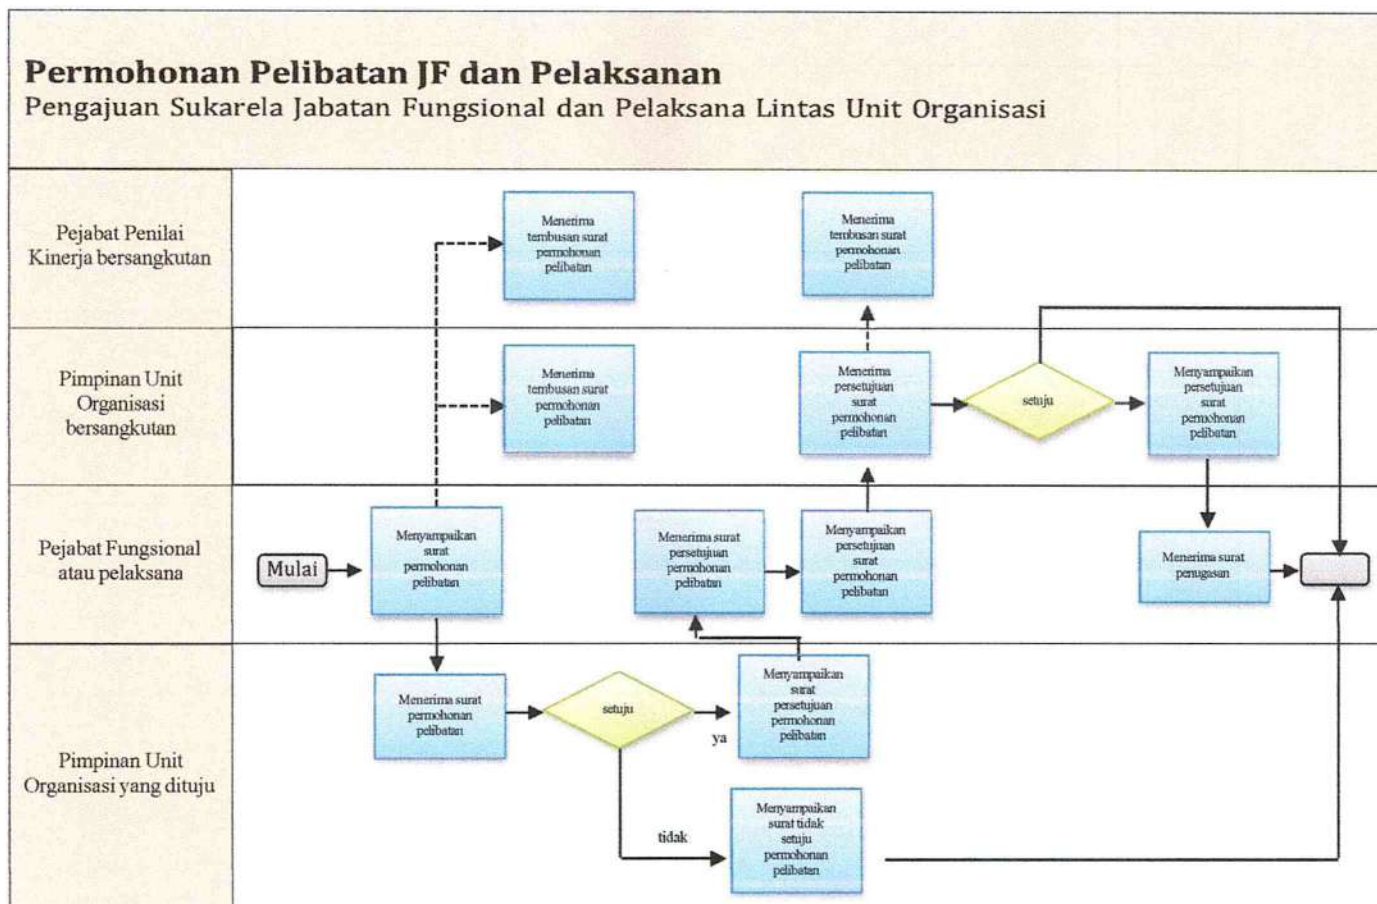 Permohonan Pelibatan JF dan Pelaksanan
Pengajuan Sukarela Jabatan Fungsional dan Pelaksana Lintas Unit Organisasi
Pejabat Penilai
Kinerja bersangkutan
Menerima
tembusan surat
permohonan
pelibatan
Menerima
tembusan surat
permohonan
pelibatan
Pimpinan Unit
Organisasi
bersangkutan
Menerima
tembusan surat
permohonan
pelibatan
Menerima
persetujuan
surat
permohonan
pelibatan
setuju
Menyampaikan
persetujuan
surat
permohonan
pelibatan
Pejabat Fungsional
atau pelaksana
Mulai
Menyampaikan
surat
permohonan
pelibatan
Menerima surat
persetujuan
permohonan
pelibatan
Menyampaikan
persetujuan
surat
permohonan
pelibatan
Menerima surat
penugasan
Pimpinan Unit
Organisasi yang dituju
Menerima surat
permohonan
pelibatan
setuju
ya
Menyampaikan
surat
persetujuan
permohonan
pelibatan
tidak
Menyampaikan
surat tidak
setuju
permohonan
pelibatan